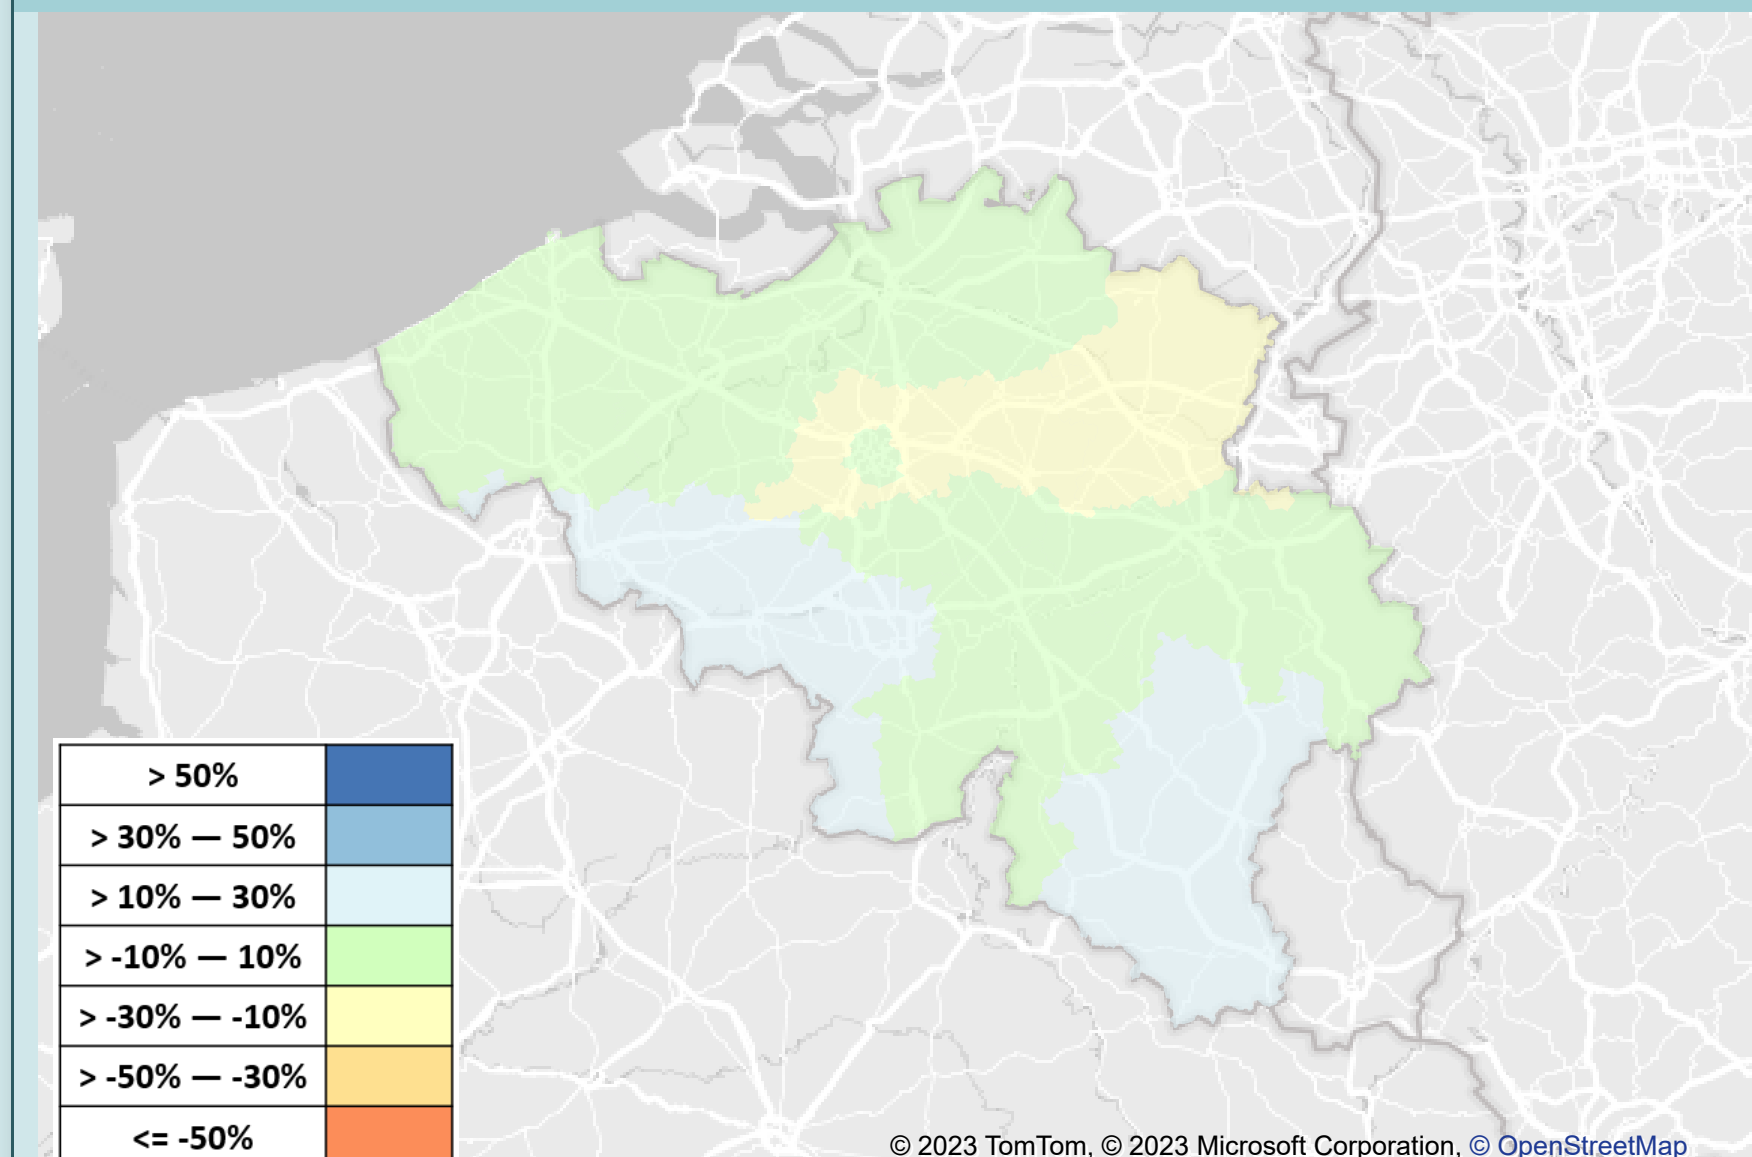 > 50%
> 30% — 50%
> 10% — 30%
> -10% — 10%
> -30% — -10%
> -50% — -30%
<= -50%
© 2023 TomTom, © 2023 Microsoft Corporation, © OpenStreetMap